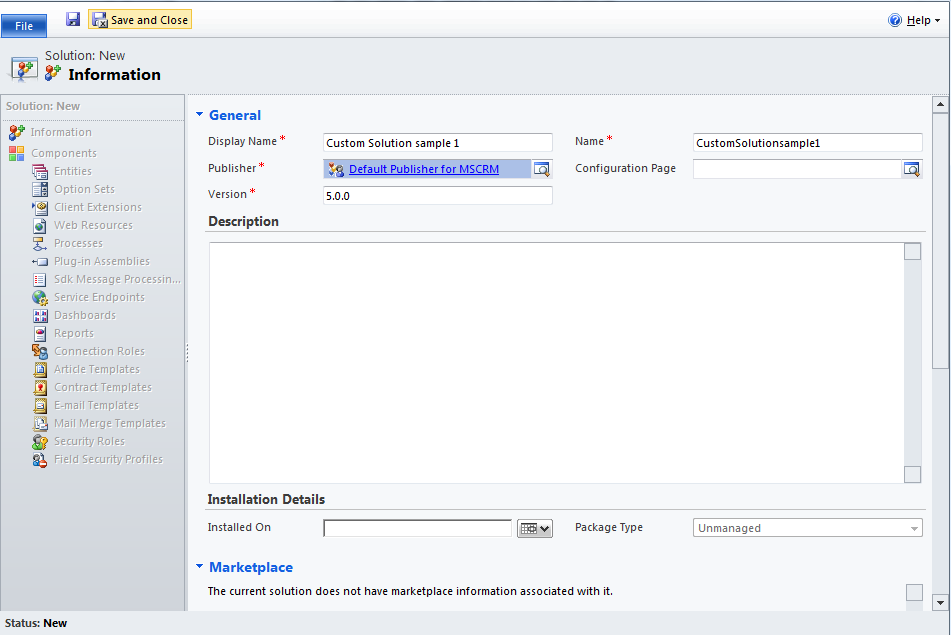 File
Save and Close
Help
Solution: New
Information
Solution: New
Information
Components
Entities
Option Sets
Client Extensions
Web Resources
Processes
Plug-in Assemblies
Sdk Message Processin...
Service Endpoints
Dashboards
Reports
Connection Roles
Article Templates
Contract Templates
E-mail Templates
Mail Merge Templates
Security Roles
Field Security Profiles
General
Display Name * Custom Solution sample 1 Name * CustomSolutionsample1
Publisher * Default Publisher for MSCRM Configuration Page
Version * 5.0.0
Description
Installation Details
Installed On Package Type Unmanaged
Marketplace
The current solution does not have marketplace information associated with it.
Status: New